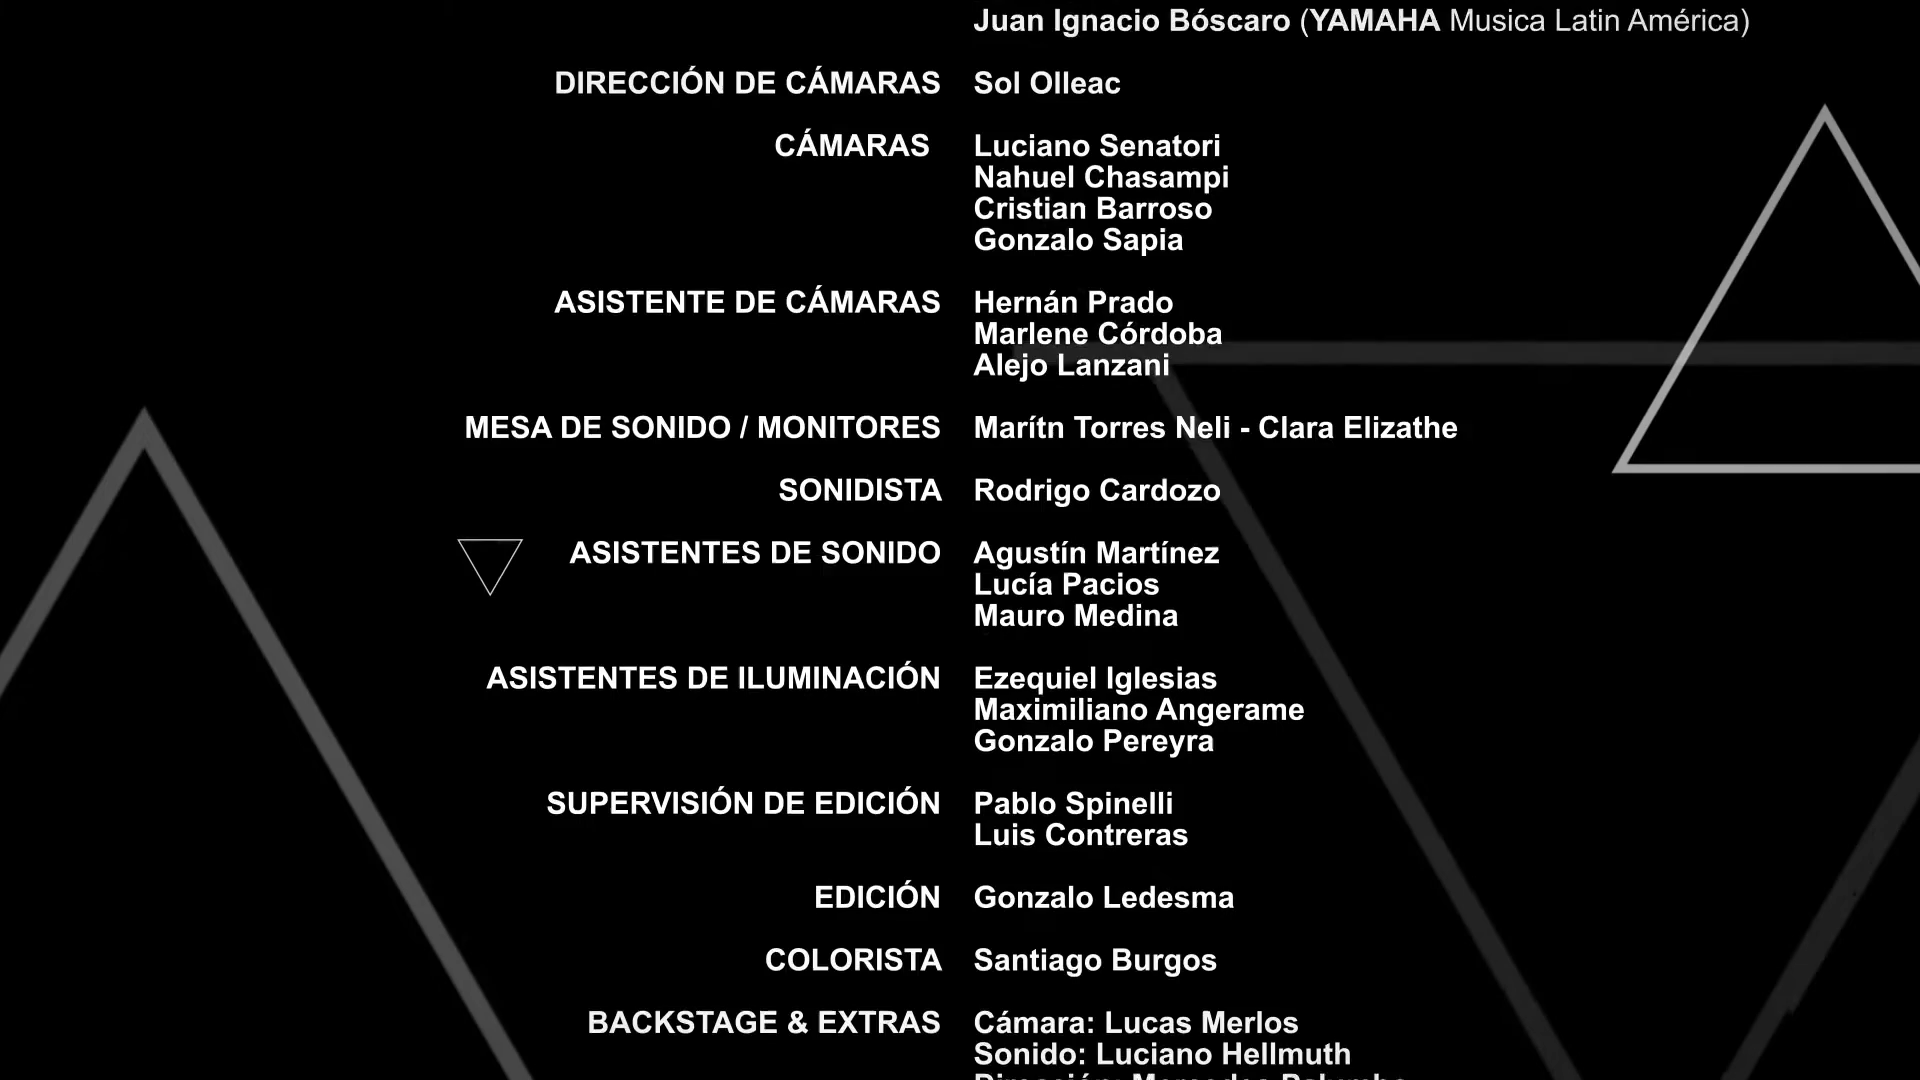 Juan Ignacio Bóscaro (YAMAHA Musica Latin América)
DIRECCIÓN DE CÁMARAS Sol Olleac
CÁMARAS Luciano Senatori
Nahuel Chasampi
Cristian Barroso
Gonzalo Sapia
ASISTENTE DE CÁMARAS Hernán Prado
Marlene Córdoba
Alejo Lanzani
MESA DE SONIDO / MONITORES Marítn Torres Neli - Clara Elizathe
SONIDISTA Rodrigo Cardozo
ASISTENTES DE SONIDO Agustín Martínez
Lucía Pacios
Mauro Medina
ASISTENTES DE ILUMINACIÓN Ezequiel Iglesias
Maximiliano Angerame
Gonzalo Pereyra
SUPERVISIÓN DE EDICIÓN Pablo Spinelli
Luis Contreras
EDICIÓN Gonzalo Ledesma
COLORISTA Santiago Burgos
BACKSTAGE & EXTRAS Cámara: Lucas Merlos
Sonido: Luciano Hellmuth